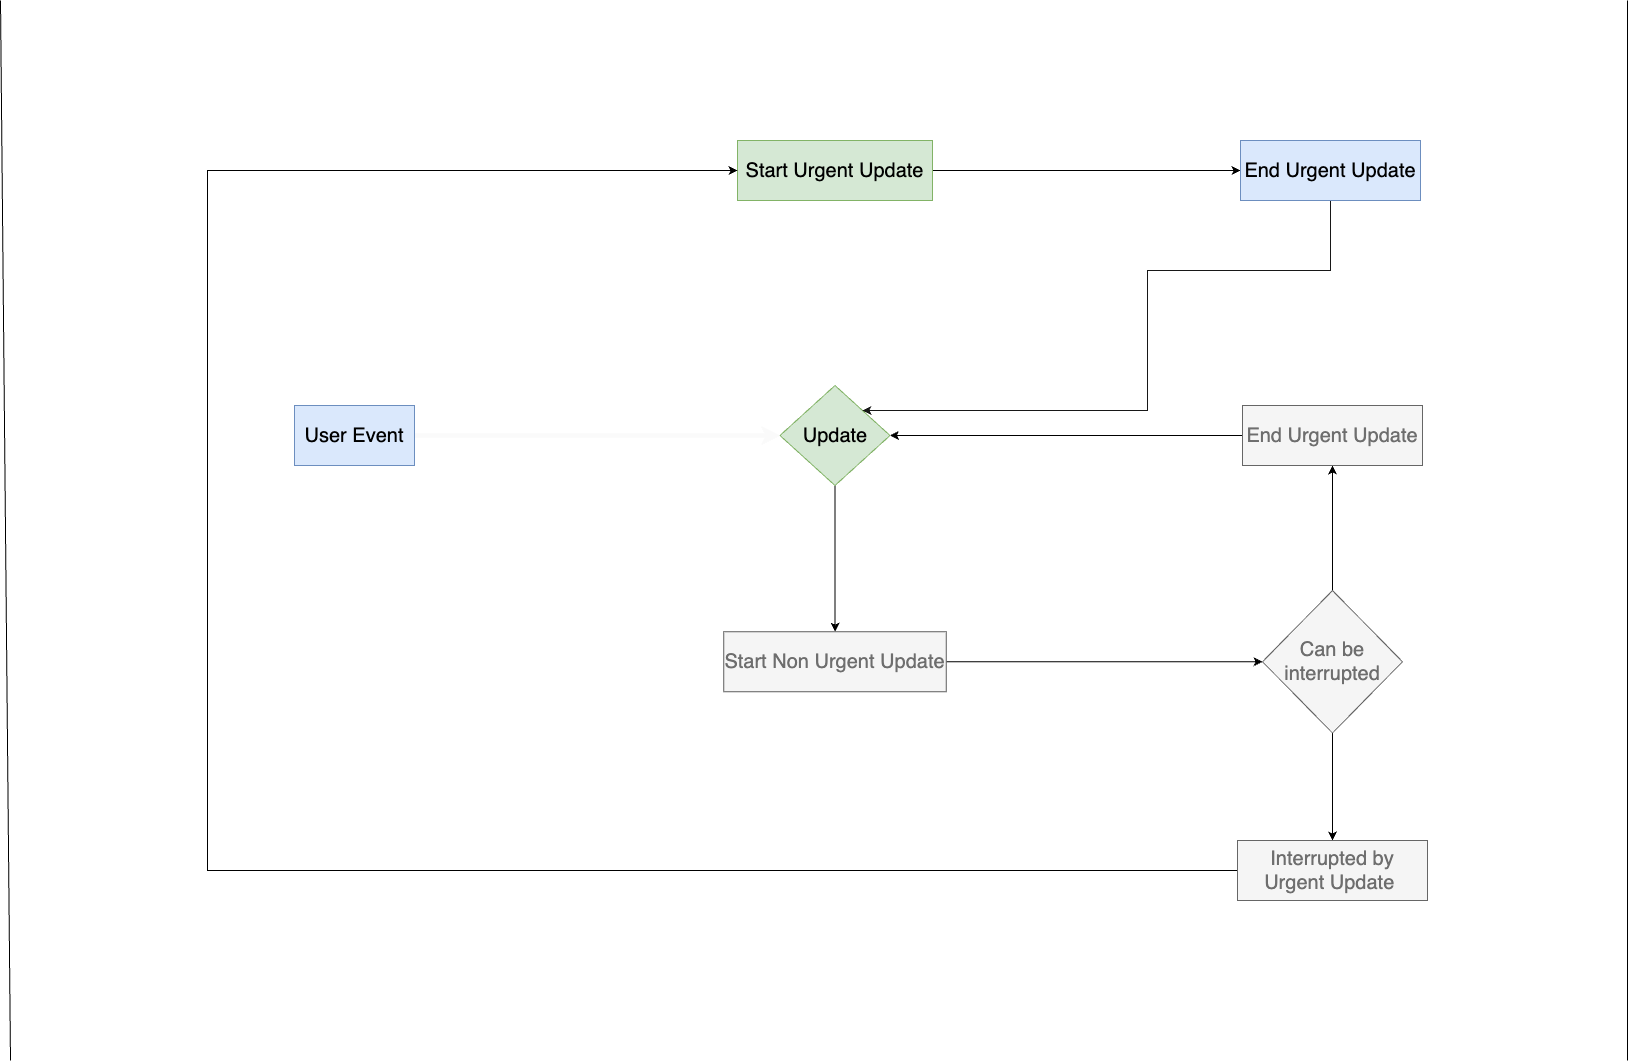 Start Urgent Update
End Urgent Update
User Event
Update
End Urgent Update
Start Non Urgent Update
Can be
interrupted
Interrupted by
Urgent Update